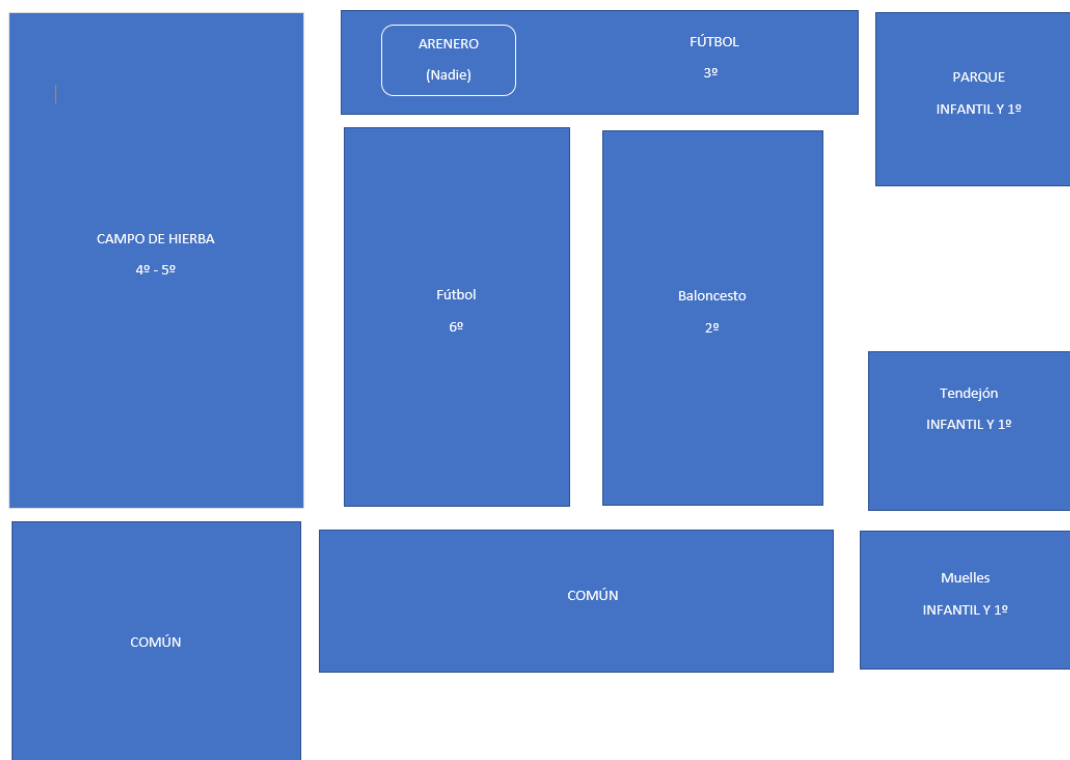 ARENERO
(Nadie)
FÚTBOL
3º
PARQUE
INFANTIL Y 1º
CAMPO DE HIERBA
4º - 5º
Fútbol
6º
Baloncesto
2º
Tendejón
INFANTIL Y 1º
Muelles
INFANTIL Y 1º
COMÚN
COMÚN